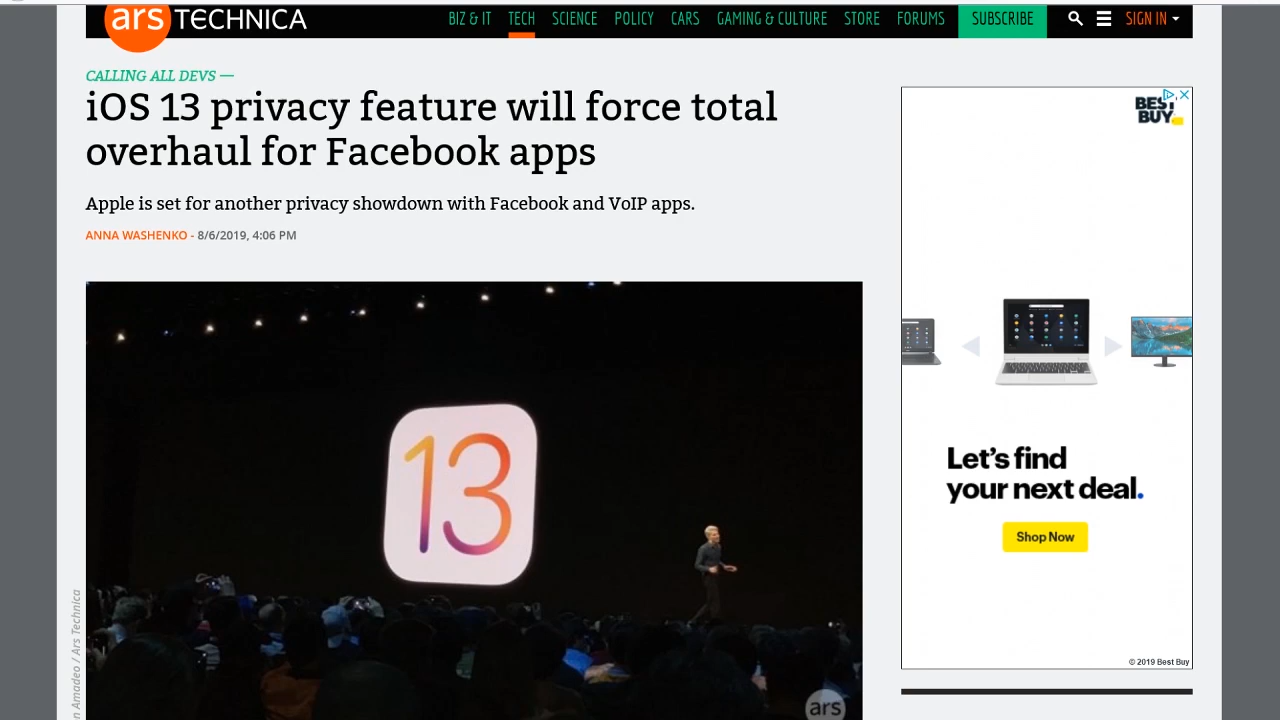 ars TECHNICA
BIZ & IT TECH SCIENCE POLICY CARS GAMING & CULTURE STORE FORUMS SUBSCRIBE SIGN IN
CALLING ALL DEVS —
iOS 13 privacy feature will force total
overhaul for Facebook apps
Apple is set for another privacy showdown with Facebook and VoIP apps.
ANNA WASHENKO - 8/6/2019, 4:06 PM
13
Amadeo / Ars Technica
ars
BEST
BUY
Let's find
your next deal.
Shop Now
© 2019 Best Buy